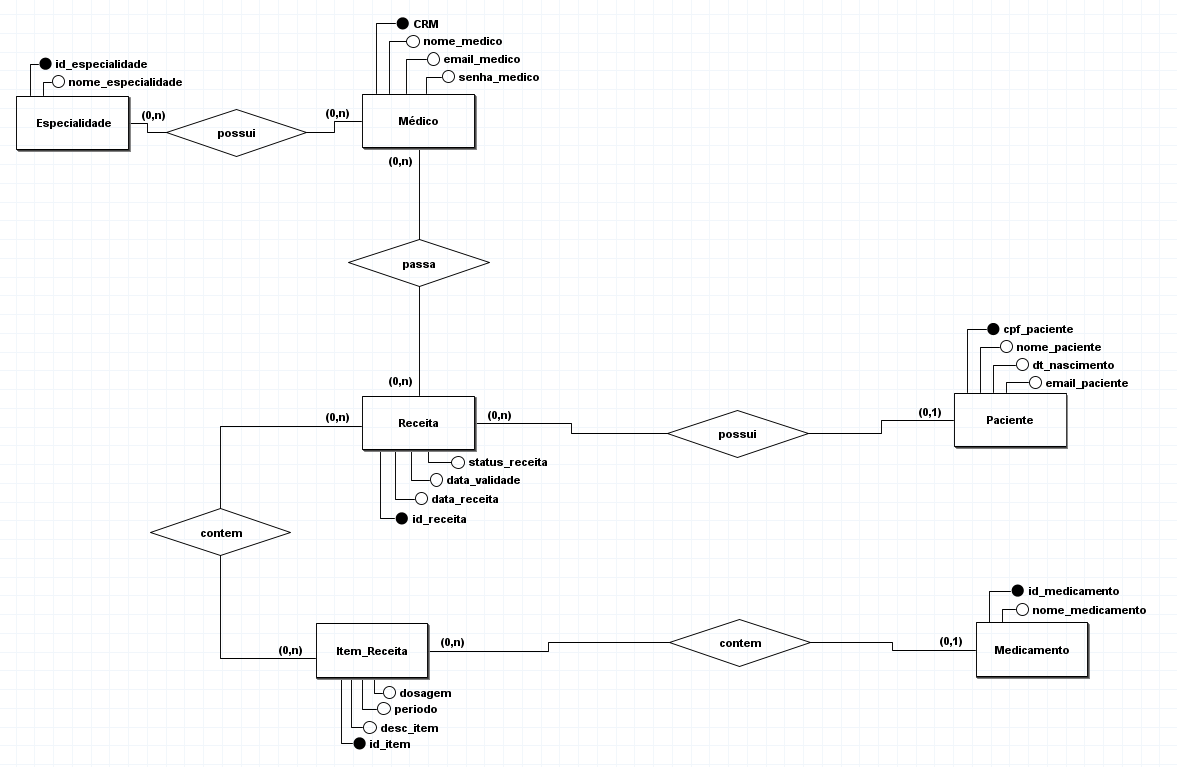 CRM
nome_medico
email_medico
senha_medico
id_especialidade
nome_especialidade
Especialidade
(0,n)
possui
(0,n)
Médico
(0,n)
passa
(0,n)
Receita
(0,n)
(0,n)
status_receita
data_validade
data_receita
id_receita
possui
(0,1)
cpf_paciente
nome_paciente
dt_nascimento
email_paciente
Paciente
contem
(0,n)
Item_Receita
(0,n)
dosagem
periodo
desc_item
id_item
contem
(0,1)
id_medicamento
nome_medicamento
Medicamento